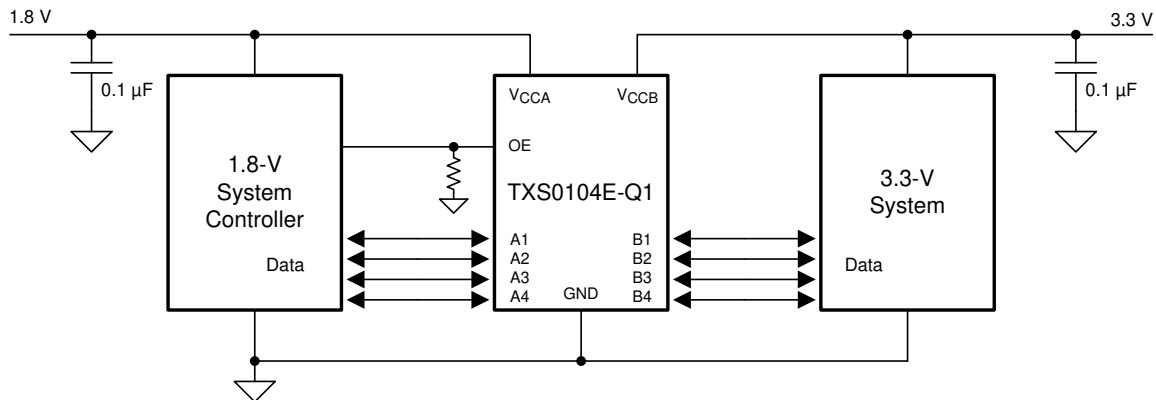 1.8 V
3.3 V
0.1 µF
0.1 µF
VCCA
VCCB
OE
1.8-V
System
Controller
TXS0104E-Q1
3.3-V
System
Data
A1
A2
A3
A4
GND
B1
B2
B3
B4
Data